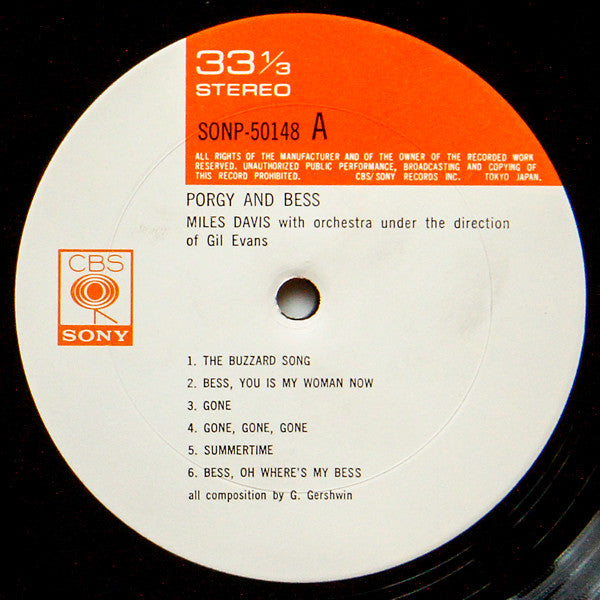 33 1/3
STEREO
SONP-50148 A
ALL RIGHTS OF THE MANUFACTURER AND OF THE OWNER OF THE RECORDED WORK
RESERVED. UNAUTHORIZED PUBLIC PERFORMANCE, BROADCASTING AND COPYING OF
THIS RECORD PROHIBITED. CBS/SONY RECORDS INC. TOKYO JAPAN.
PORGY AND BESS
MILES DAVIS with orchestra under the direction
of Gil Evans
CBS
SONY
1. THE BUZZARD SONG
2. BESS, YOU IS MY WOMAN NOW
3. GONE
4. GONE, GONE, GONE
5. SUMMERTIME
6. BESS, OH WHERE'S MY BESS
all composition by G. Gershwin